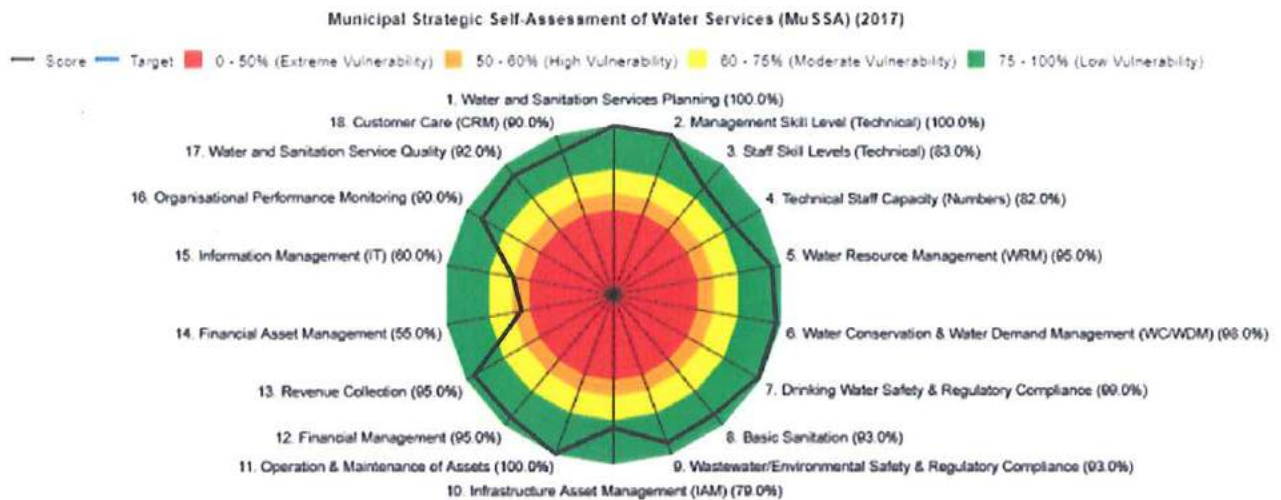 Municipal Strategic Self-Assessment of Water Services (MuSSA) (2017)
Score Target 0 - 50% (Extreme Vulnerability) 50 - 60% (High Vulnerability) 60 - 75% (Moderate Vulnerability) 75 - 100% (Low Vulnerability)
1. Water and Sanitation Services Planning (100.0%)
2. Management Skill Level (Technical) (100.0%)
3. Staff Skill Levels (Technical) (83.0%)
4. Technical Staff Capacity (Numbers) (82.0%)
5. Water Resource Management (WRM) (95.0%)
6. Water Conservation & Water Demand Management (WC/WDM) (98.0%)
7. Drinking Water Safety & Regulatory Compliance (99.0%)
8. Basic Sanitation (93.0%)
9. Wastewater/Environmental Safety & Regulatory Compliance (93.0%)
10. Infrastructure Asset Management (IAM) (79.0%)
11. Operation & Maintenance of Assets (100.0%)
12. Financial Management (95.0%)
13. Revenue Collection (95.0%)
14. Financial Asset Management (55.0%)
15. Information Management (IT) (60.0%)
16. Organisational Performance Monitoring (90.0%)
17. Water and Sanitation Service Quality (92.0%)
18. Customer Care (CRM) (90.0%)